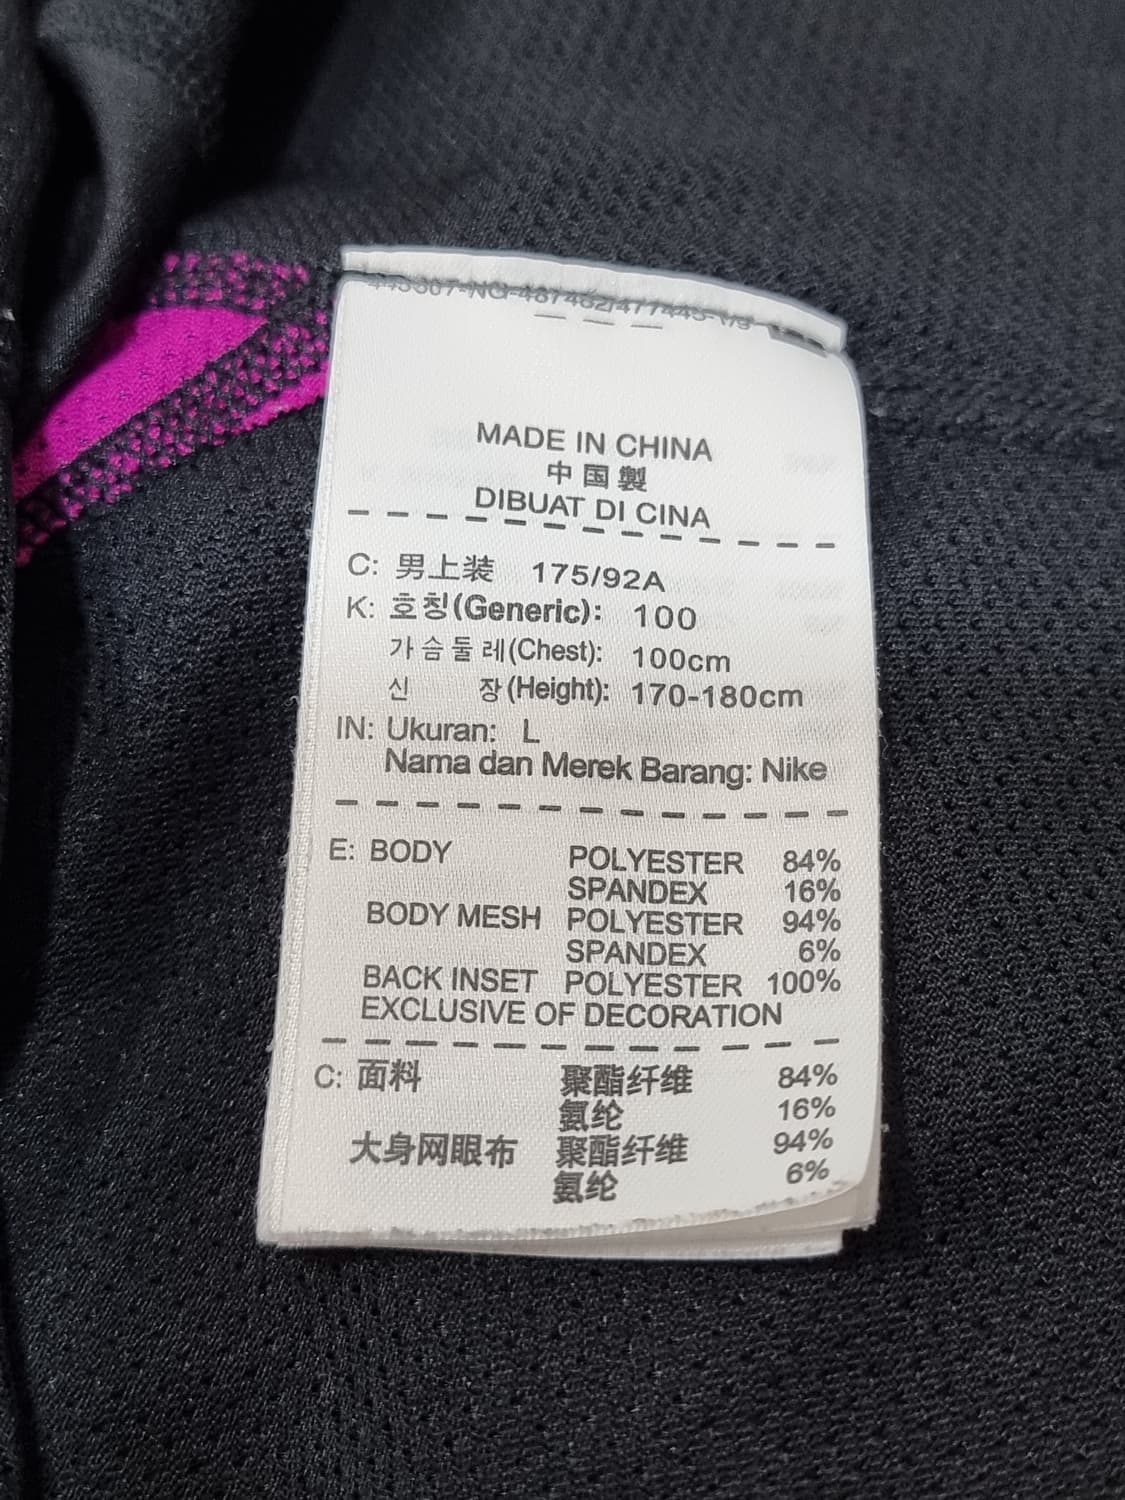 MADE IN CHINA
中国製
DIBUAT DI CINA
C: 男上装 175/92A
K: 호칭(Generic): 100
가슴둘레(Chest): 100cm
신 장(Height): 170-180cm
IN: Ukuran: L
Nama dan Merek Barang: Nike
E: BODY POLYESTER 84%
SPANDEX 16%
BODY MESH POLYESTER 94%
SPANDEX 6%
BACK INSET POLYESTER 100%
EXCLUSIVE OF DECORATION
C: 面料 聚酯纤维 84%
氨纶 16%
大身网眼布 聚酯纤维 94%
氨纶 6%